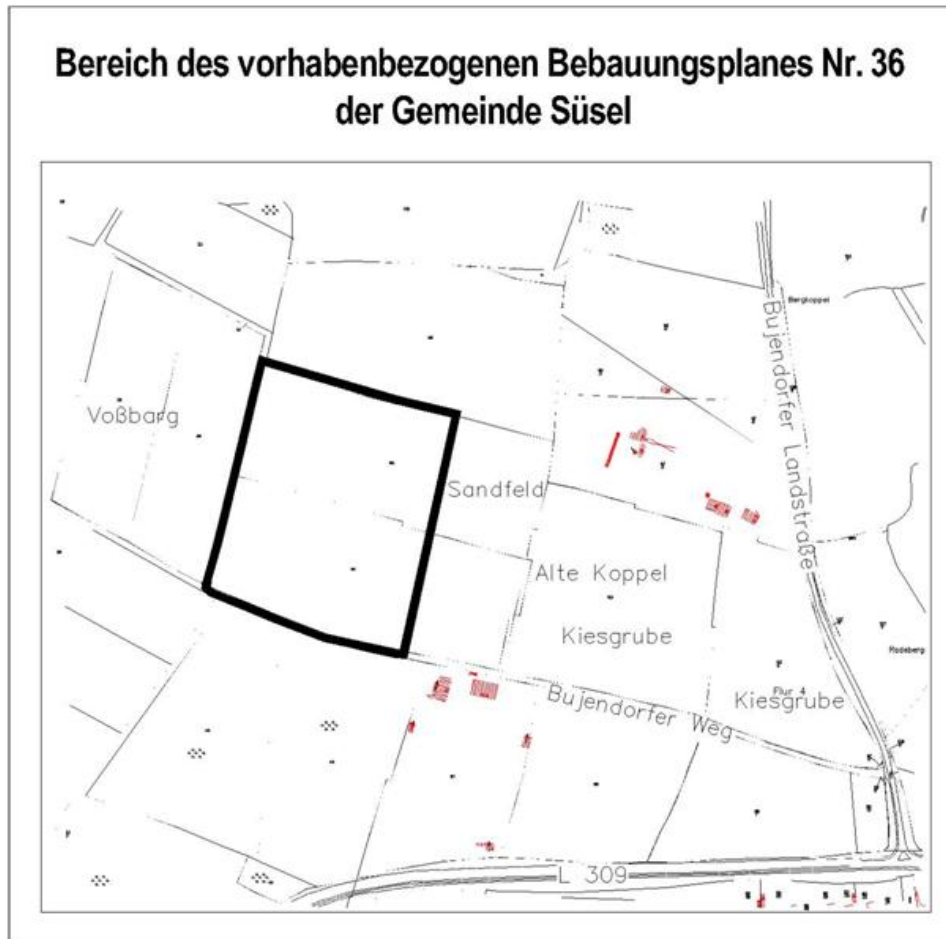 Bereich des vorhabenbezogenen Bebauungsplanes Nr. 36
der Gemeinde Süsel
Bergkoppel
Bujendorfer Landstraße
Voßbarg
Sandfeld
Alte Koppel
Kiesgrube
Radeberg
Flur 4
Kiesgrube
Bujendorfer Weg
L 309